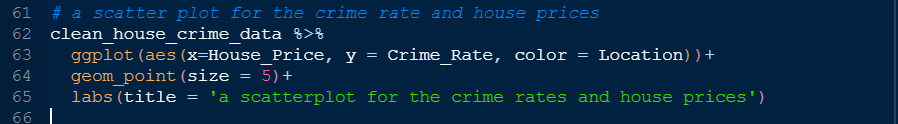 61 # a scatter plot for the crime rate and house prices
62 clean_house_crime_data %>%
63 ggplot(aes(x=House_Price, y = Crime_Rate, color = Location))+
64 geom_point(size = 5)+
65 labs(title = 'a scatterplot for the crime rates and house prices')
66